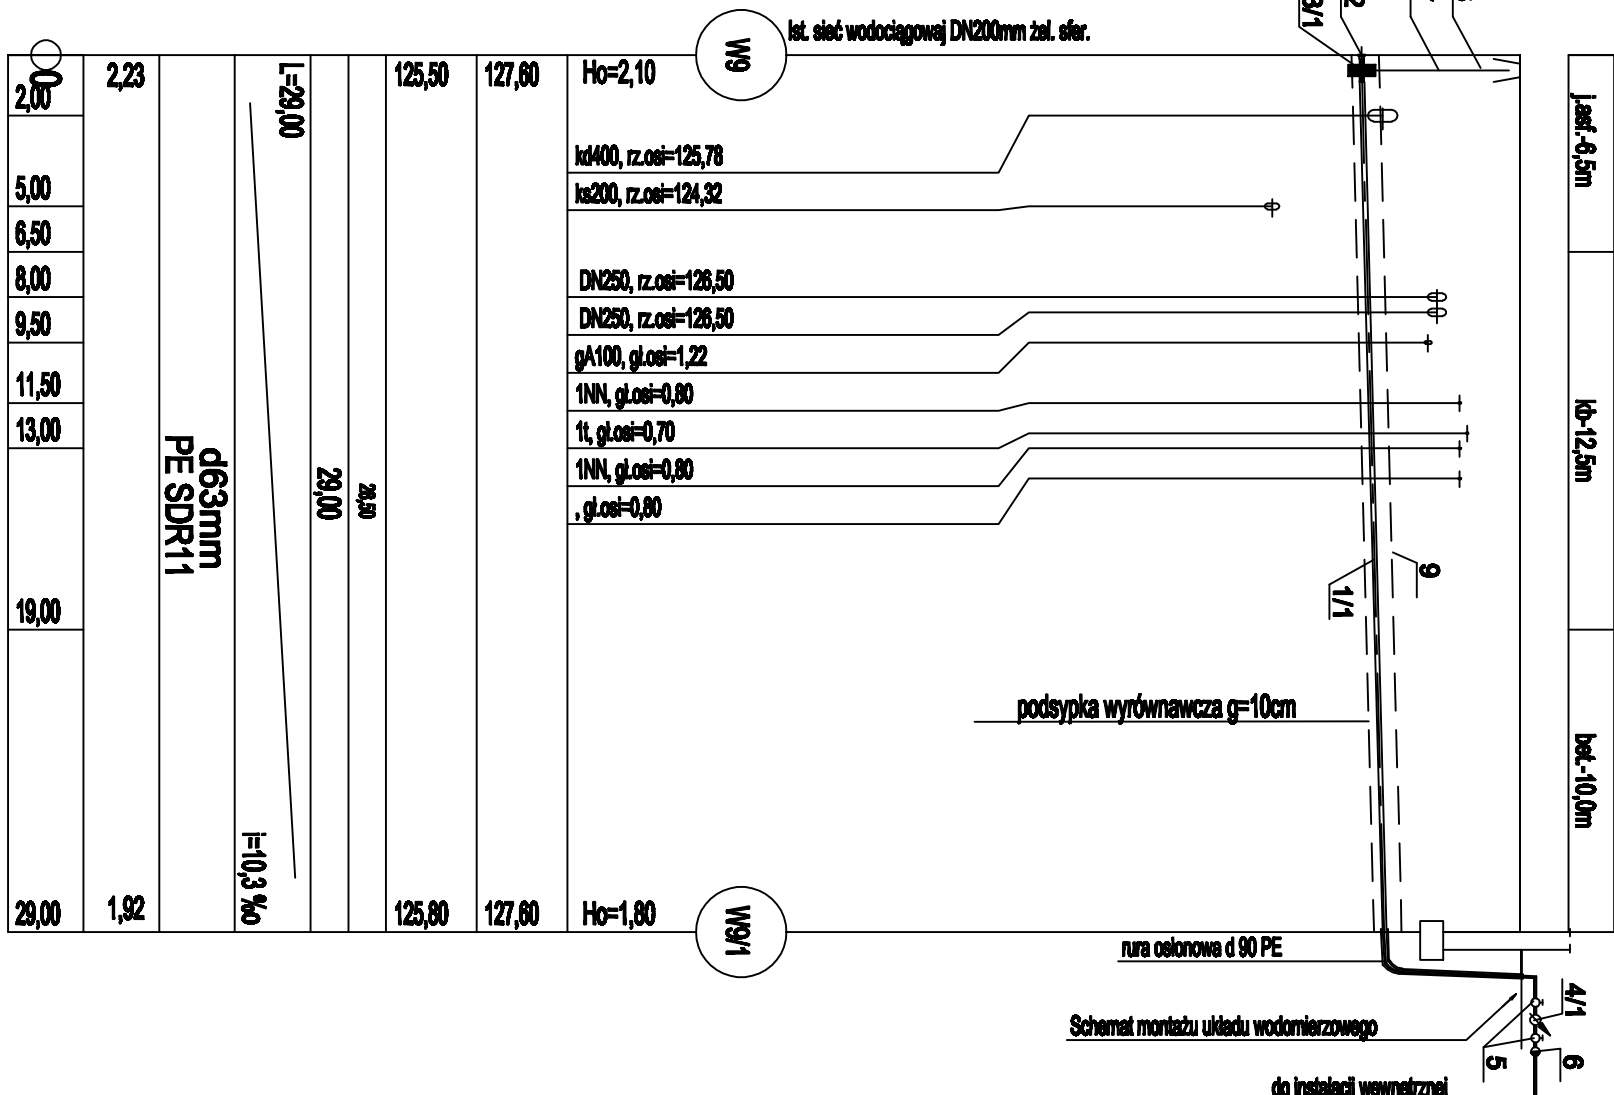 W9
Ist. sieć wodociągowaj DN200mm żel. sfer.
3/1
2
0
2,00
2,23
L=29,00
125,50
127,60
Ho=2,10
j.asf.-6,5m
kd400, rz.osi=125,78
5,00
ks200, rz.osi=124,32
6,50
8,00
DN250, rz.osi=126,50
9,50
DN250, rz.osi=126,50
gA100, gł.osi=1,22
11,50
1NN, gł.osi=0,80
kb-12,5m
13,00
1t, gł.osi=0,70
1NN, gł.osi=0,80
, gł.osi=0,80
d63mm
PE SDR11
29,00
28,50
9
1/1
19,00
podsypka wyrównawcza g=10cm
bet.-10,0m
i=10,3 ‰
29,00
1,92
125,80
127,60
Ho=1,80
W9/1
rura osłonowa d 90 PE
4/1
Schemat montażu układu wodomierzowego
5
6
do instalacji wewnętrznej